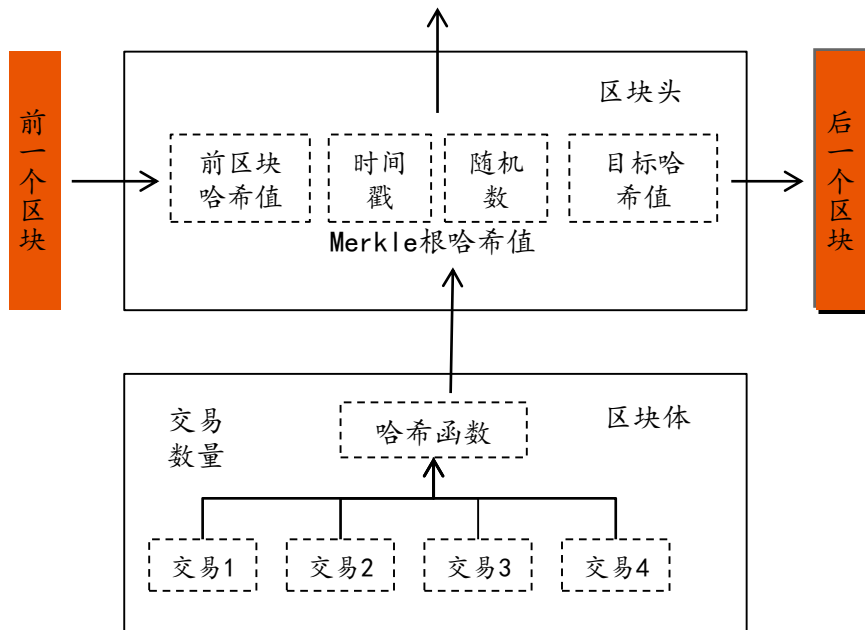 区块头
前一个区块
后一个区块
前区块
哈希值
时间
戳
随机
数
目标哈
希值
Merkle根哈希值
交易
数量
哈希函数
区块体
交易1
交易2
交易3
交易4